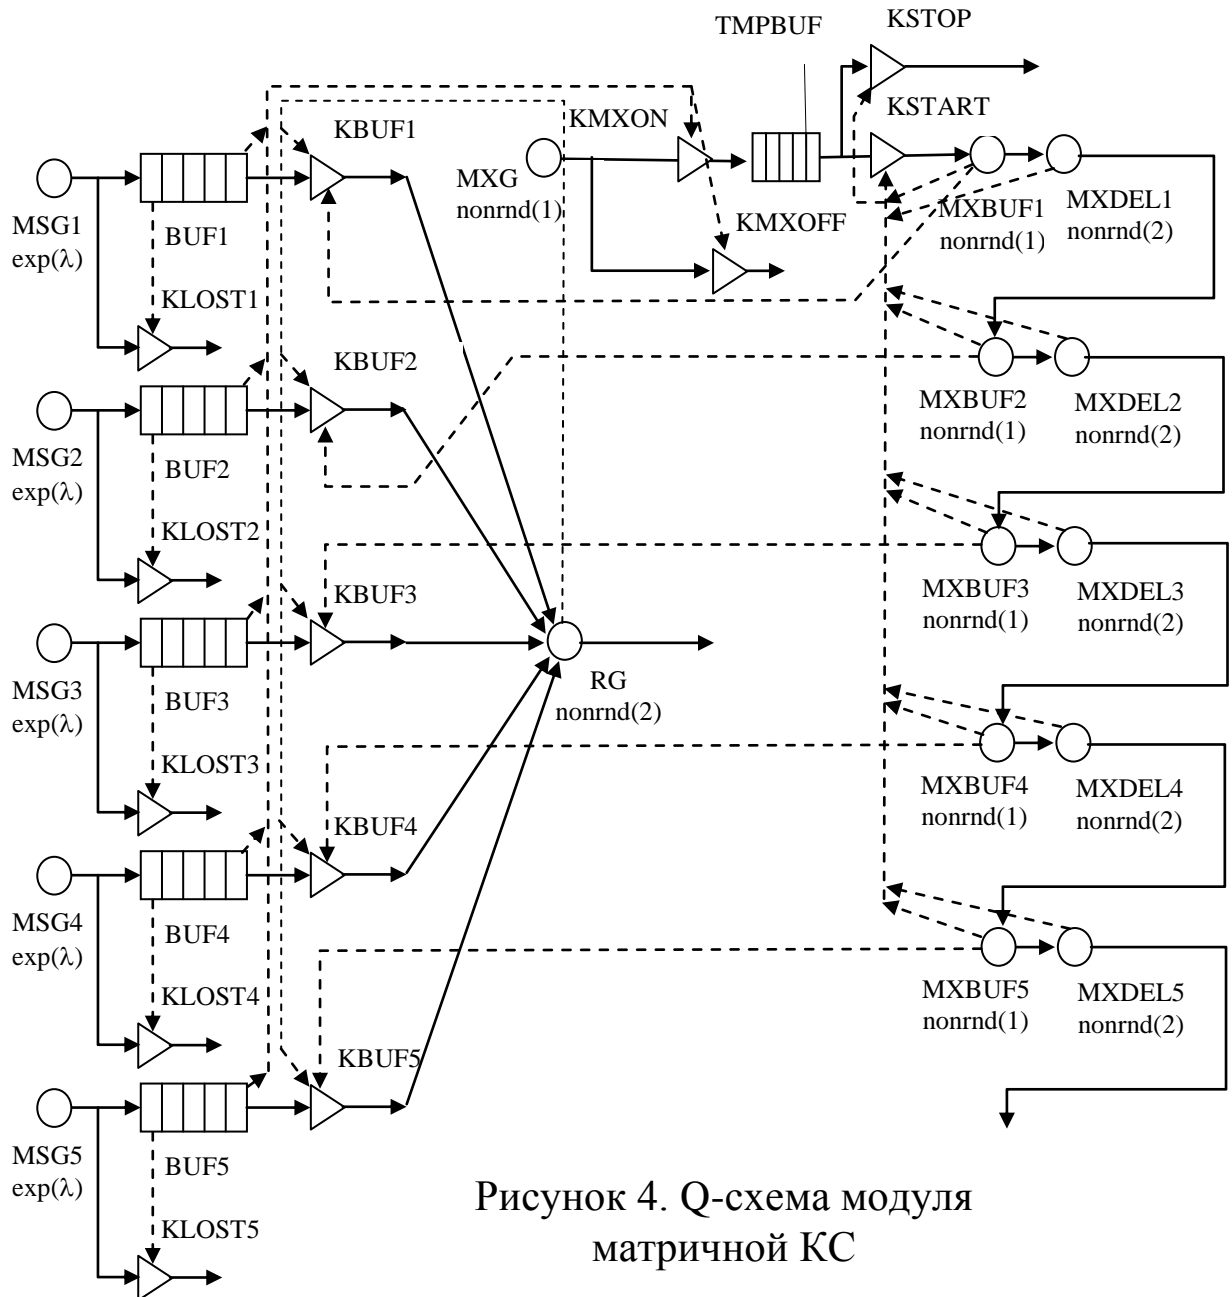 TMPBUF
KSTOP
KSTART
KMXON
KBUF1
MXG
nonrnd(1)
MXBUF1
nonrnd(1)
MXDEL1
nonrnd(2)
MSG1
exp(λ)
BUF1
KMXOFF
KLOST1
KBUF2
MXBUF2
nonrnd(1)
MXDEL2
nonrnd(2)
MSG2
exp(λ)
BUF2
KLOST2
KBUF3
MXBUF3
nonrnd(1)
MXDEL3
nonrnd(2)
MSG3
exp(λ)
BUF3
RG
nonrnd(2)
KLOST3
KBUF4
MXBUF4
nonrnd(1)
MXDEL4
nonrnd(2)
MSG4
exp(λ)
BUF4
KLOST4
KBUF5
MXBUF5
nonrnd(1)
MXDEL5
nonrnd(2)
MSG5
exp(λ)
BUF5
KLOST5
Рисунок 4. Q-схема модуля
матричной КС